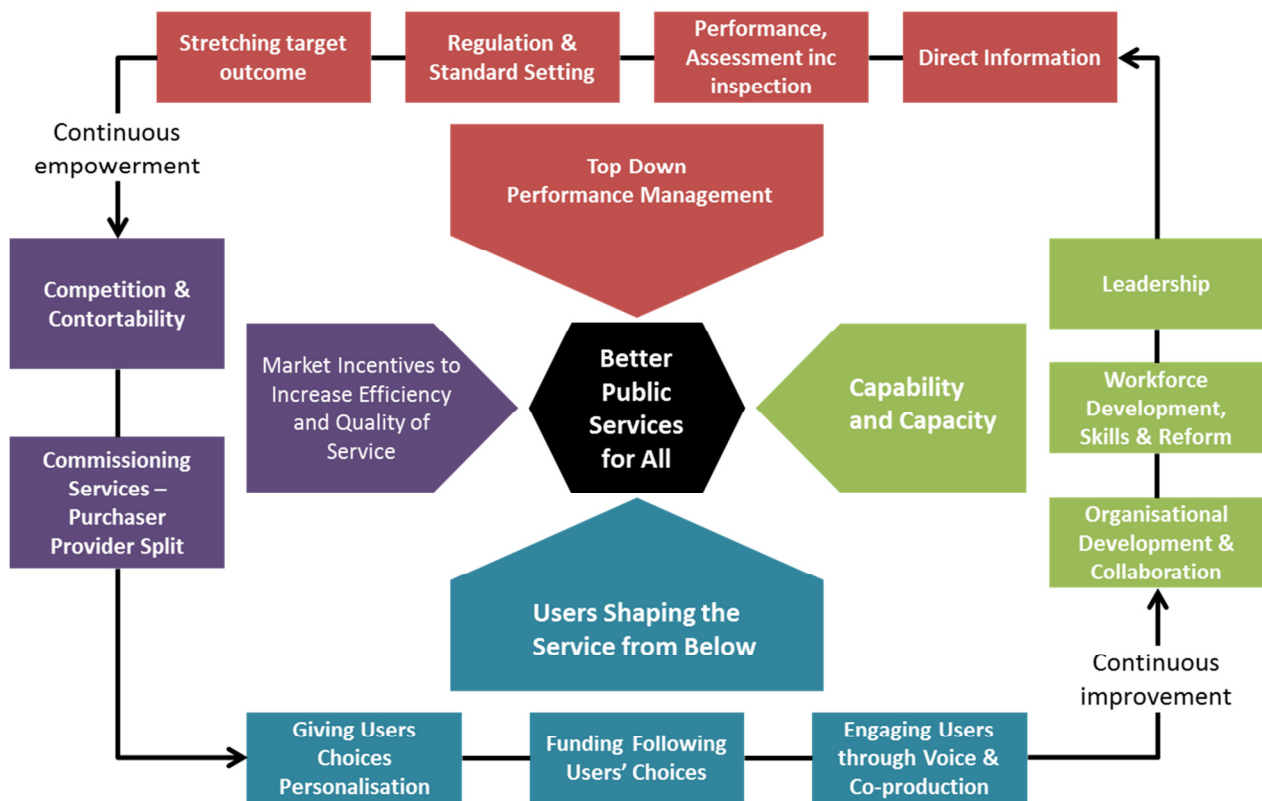 Stretching target
outcome
Regulation &
Standard Setting
Performance,
Assessment inc
inspection
Direct Information
Continuous
empowerment
Top Down
Performance Management
Competition &
Contortability
Leadership
Market Incentives to
Increase Efficiency
and Quality of
Service
Better
Public
Services
for All
Capability
and Capacity
Workforce
Development,
Skills & Reform
Commissioning
Services –
Purchaser
Provider Split
Organisational
Development &
Collaboration
Users Shaping the
Service from Below
Continuous
improvement
Giving Users
Choices
Personalisation
Funding Following
Users’ Choices
Engaging Users
through Voice &
Co-production